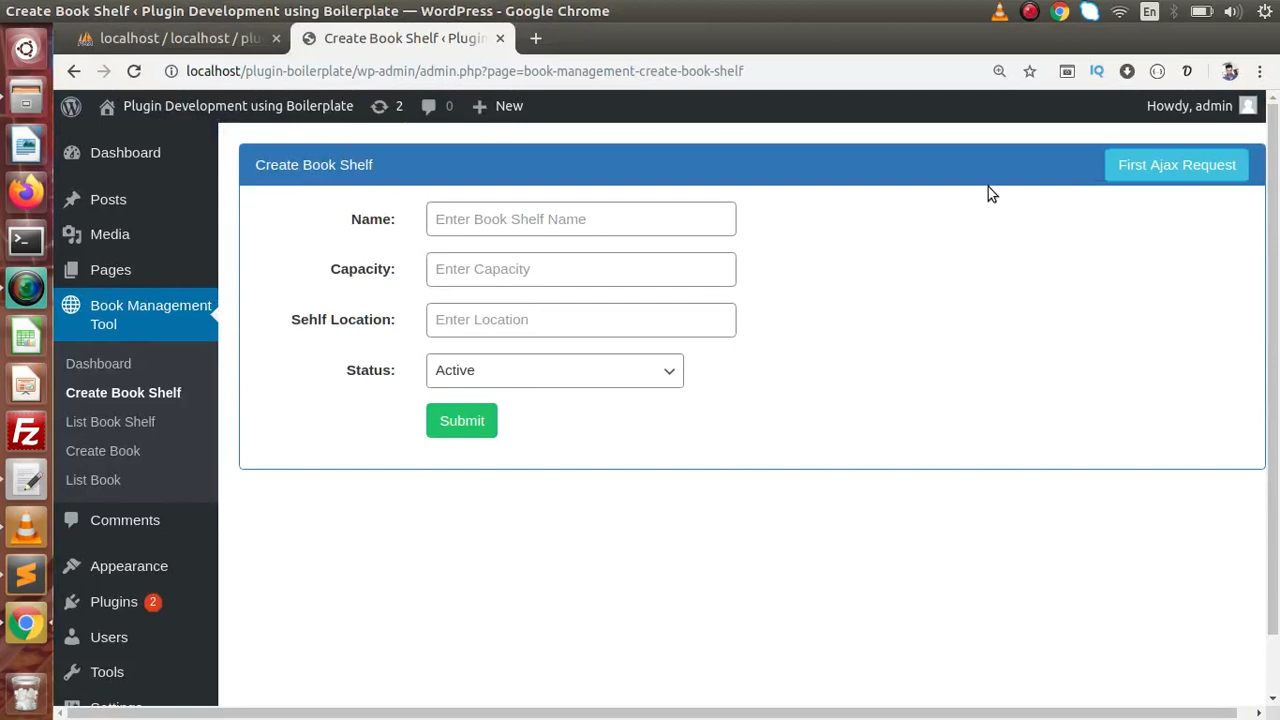 Create Book Shelf ‹ Plugin Development using Boilerplate — WordPress - Google Chrome
En
localhost / localhost / plu
Create Book Shelf ‹ Plugin
localhost/plugin-boilerplate/wp-admin/admin.php?page=book-management-create-book-shelf
IQ
Plugin Development using Boilerplate
2
0
New
Howdy, admin
Dashboard
Posts
Media
Pages
Book Management
Tool
Dashboard
Create Book Shelf
List Book Shelf
Create Book
List Book
Comments
Appearance
Plugins 2
Users
Tools
Settings
Create Book Shelf
First Ajax Request
Name:
Enter Book Shelf Name
Capacity:
Enter Capacity
Sehlf Location:
Enter Location
Status:
Active
Submit